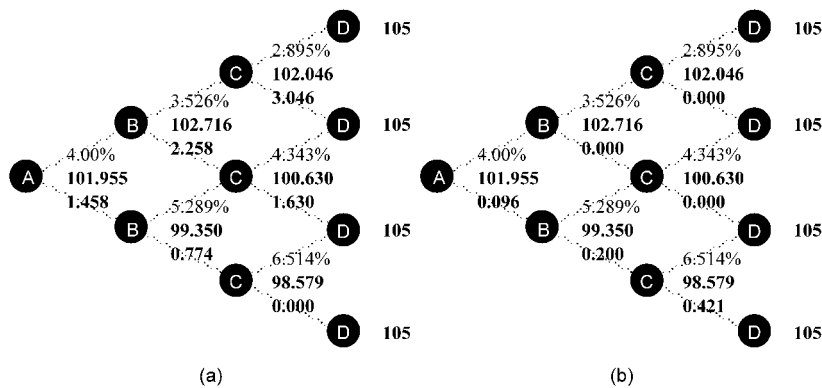 D 105
C 2.895%
102.046
3.046
B 3.526%
102.716
2.258
D 105
A 4.00%
101.955
1.458
C 4.343%
100.630
1.630
B 5.289%
99.350
0.774
D 105
C 6.514%
98.579
0.000
D 105
(a)
D 105
C 2.895%
102.046
0.000
B 3.526%
102.716
0.000
D 105
A 4.00%
101.955
0.096
C 4.343%
100.630
0.000
B 5.289%
99.350
0.200
D 105
C 6.514%
98.579
0.421
D 105
(b)